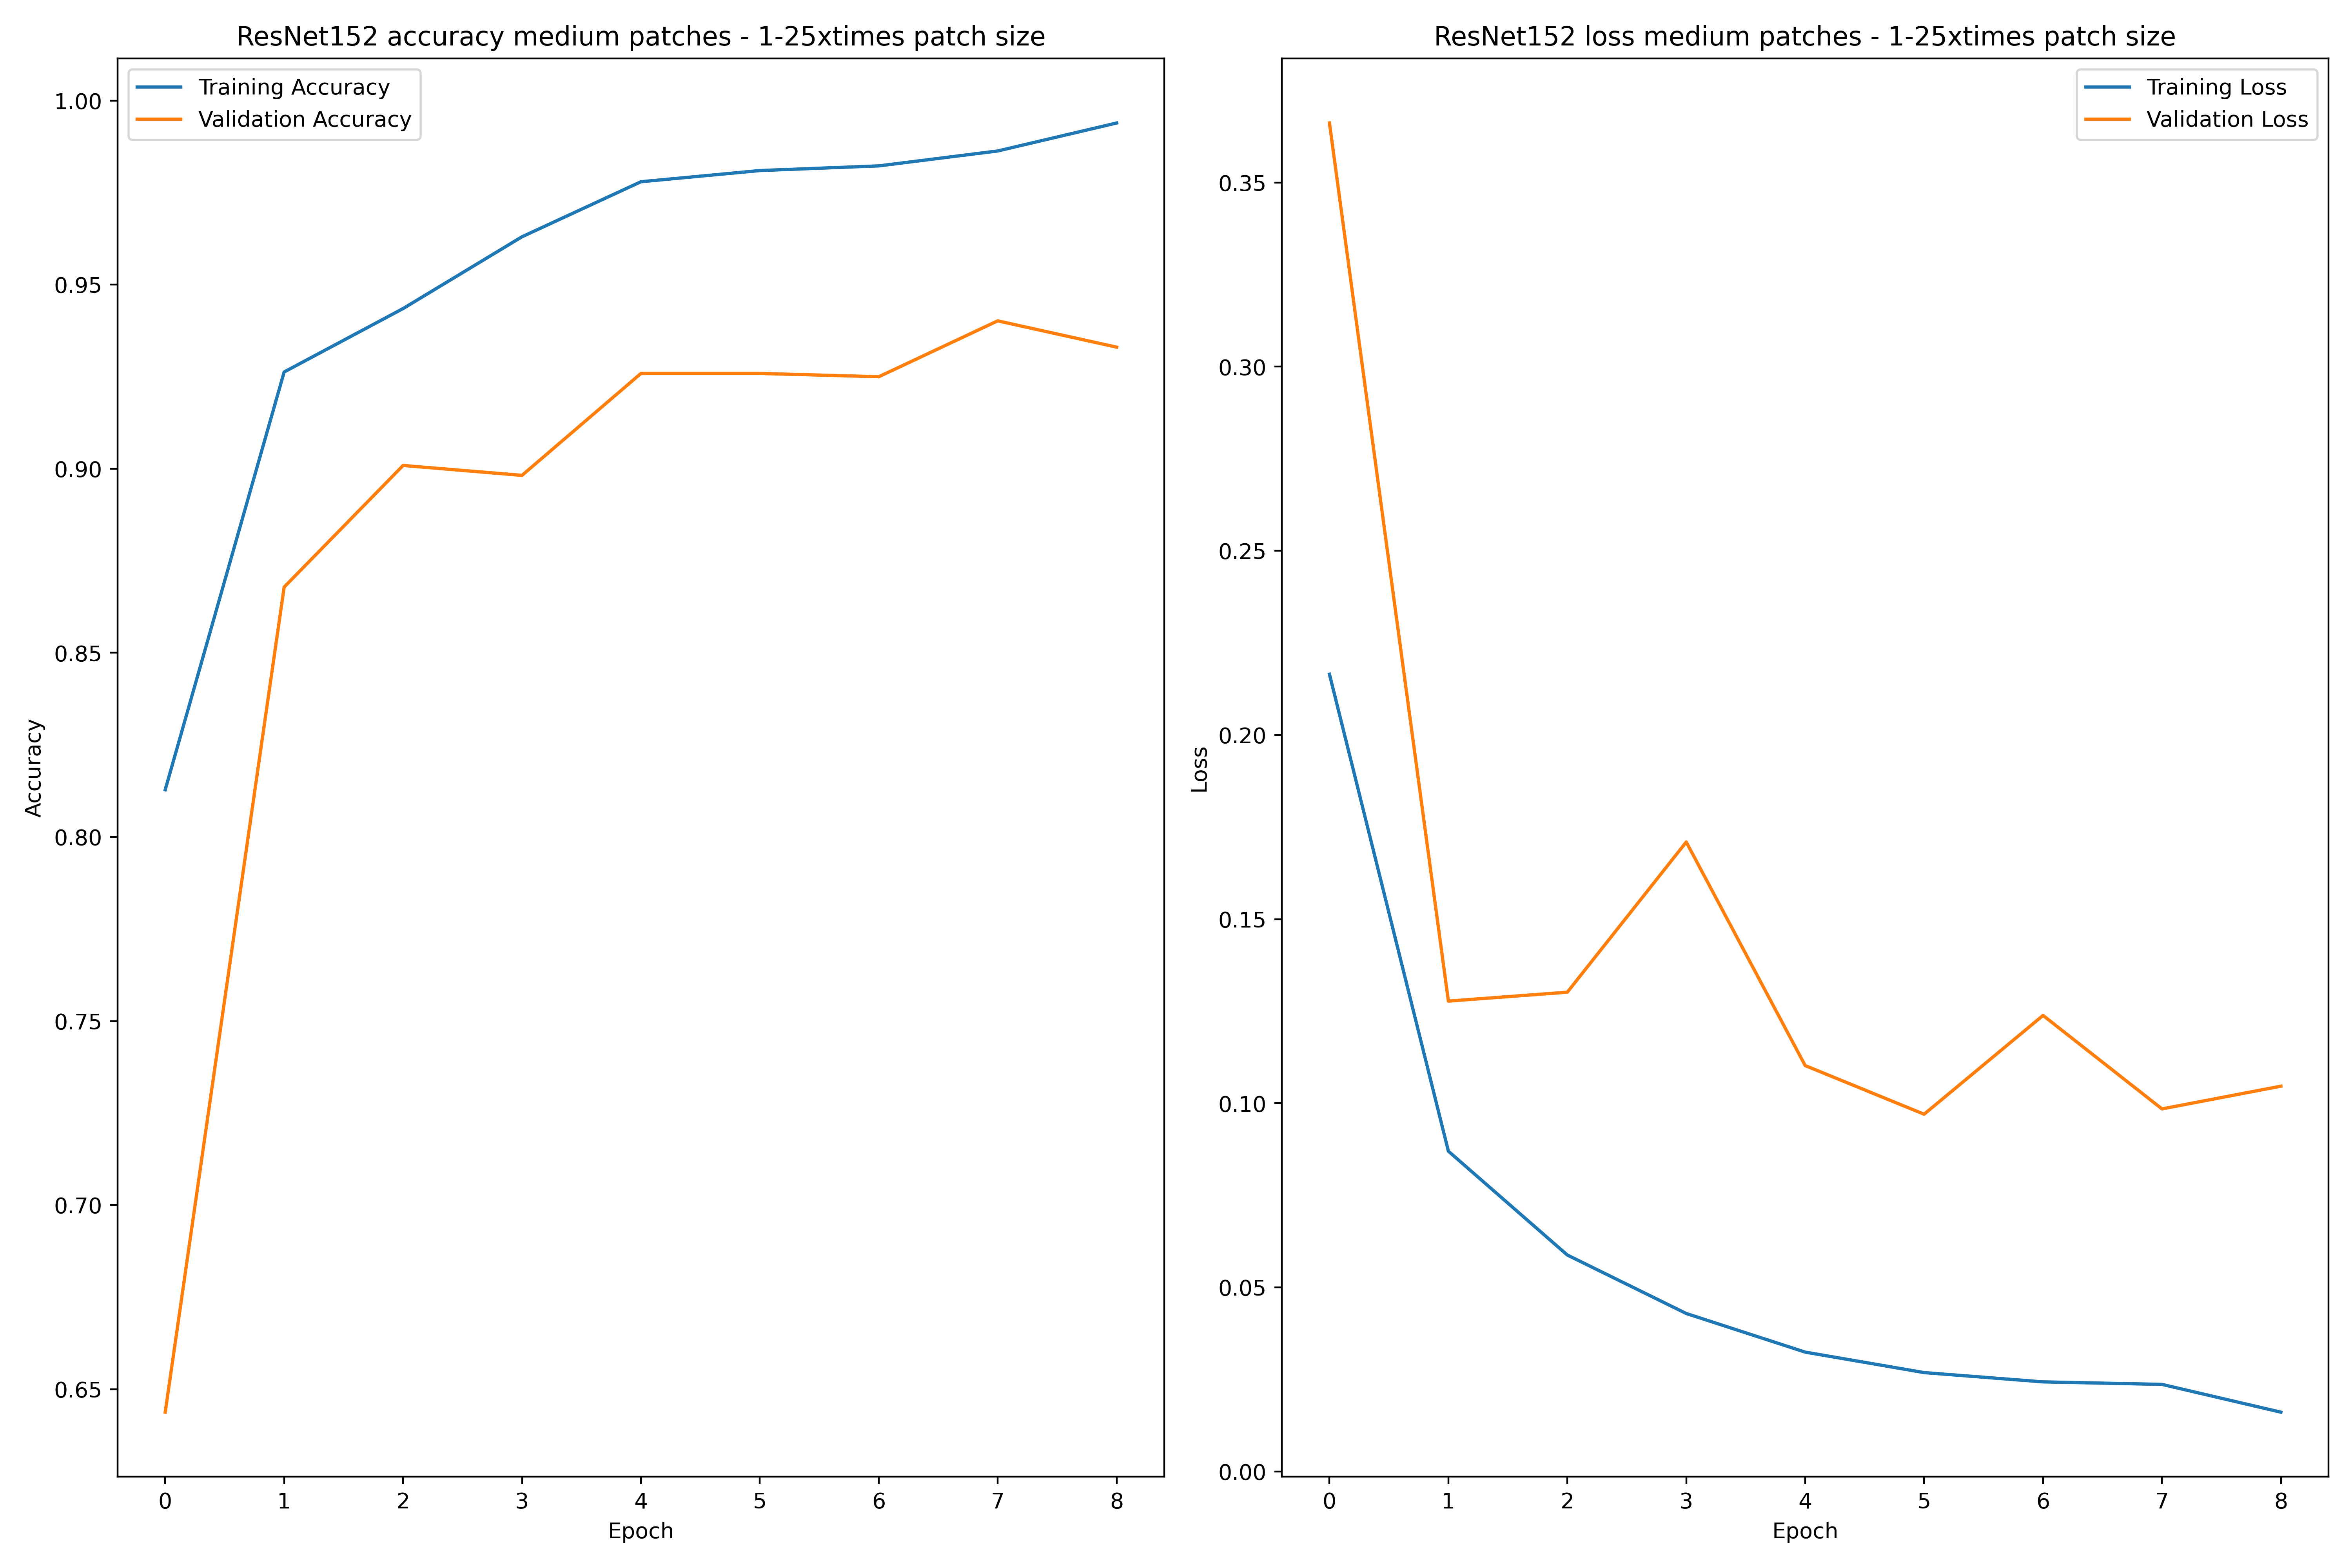 ResNet152 accuracy medium patches - 1-25xtimes patch size
Training Accuracy
Validation Accuracy
1.00
0.95
0.90
0.85
0.80
0.75
0.70
0.65
Accuracy
0 1 2 3 4 5 6 7 8
Epoch
ResNet152 loss medium patches - 1-25xtimes patch size
Training Loss
Validation Loss
0.35
0.30
0.25
0.20
0.15
0.10
0.05
0.00
Loss
0 1 2 3 4 5 6 7 8
Epoch